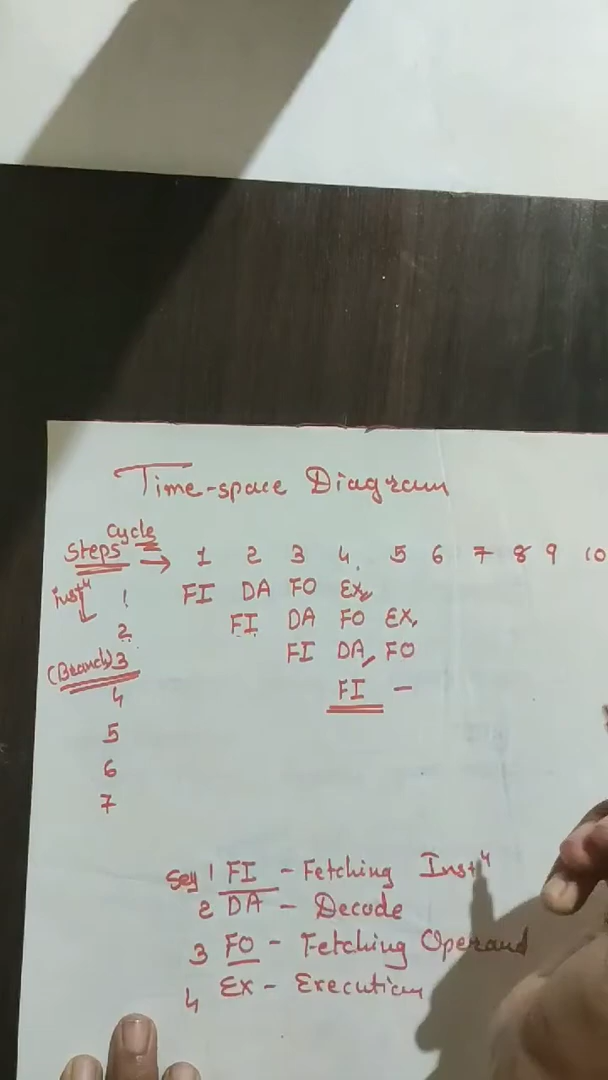 Time-space Diagram
Cycle
Steps → 1 2 3 4 5 6 7 8 9 10
Instⁿ 1 FI DA FO EX
2 FI DA FO EX
(Branch) 3 FI DA FO
4 FI —
5
6
7
Seg 1 FI - Fetching Instⁿ
2 DA - Decode
3 FO - Fetching Operand
4 EX - Execution